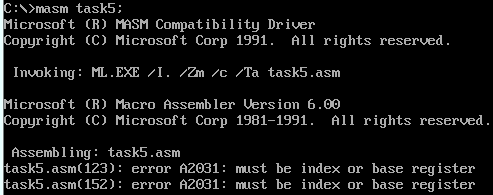 C:\>masm task5;
Microsoft (R) MASM Compatibility Driver
Copyright (C) Microsoft Corp 1991.  All rights reserved.
 Invoking: ML.EXE /I. /Zm /c /Ta task5.asm
Microsoft (R) Macro Assembler Version 6.00
Copyright (C) Microsoft Corp 1981-1991.  All rights reserved.
 Assembling: task5.asm
task5.asm(123): error A2031: must be index or base register
task5.asm(152): error A2031: must be index or base register